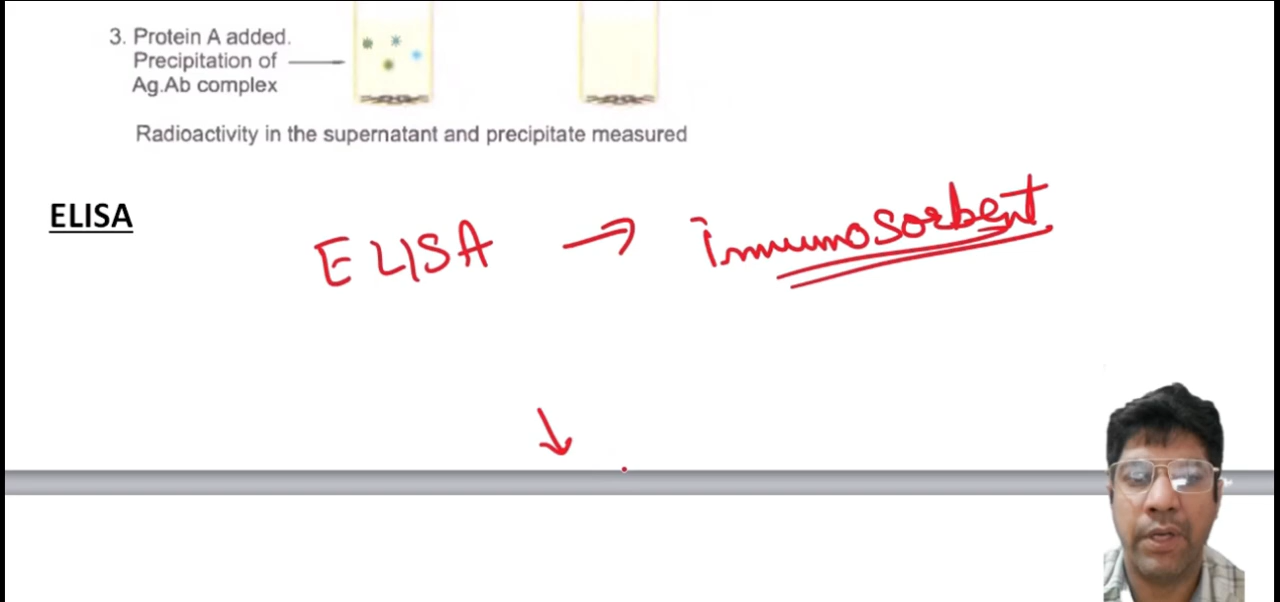 3. Protein A added.
Precipitation of
Ag.Ab complex
Radioactivity in the supernatant and precipitate measured
ELISA
ELISA → immunosorbent